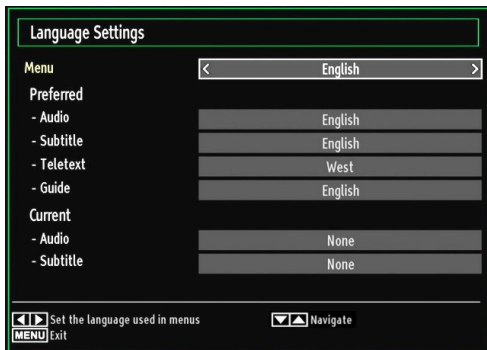 Language Settings
Menu < English >
Preferred
- Audio English
- Subtitle English
- Teletext West
- Guide English
Current
- Audio None
- Subtitle None
Set the language used in menus Navigate
MENU Exit